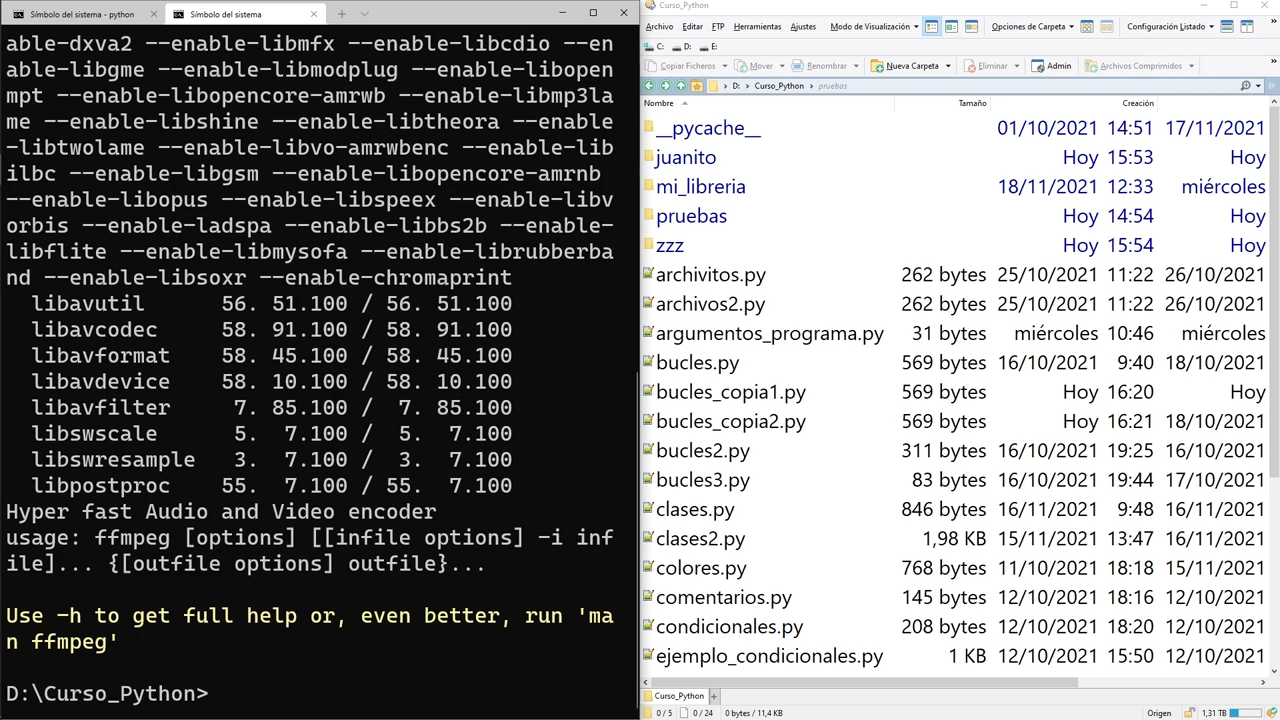 Símbolo del sistema - python
Símbolo del sistema
able-dxva2 --enable-libmfx --enable-libcdio --en
able-libgme --enable-libmodplug --enable-libopen
mpt --enable-libopencore-amrwb --enable-libmp3la
me --enable-libshine --enable-libtheora --enable
-libtwolame --enable-libvo-amrwbenc --enable-lib
ilbc --enable-libgsm --enable-libopencore-amrnb
--enable-libopus --enable-libspeex --enable-libv
orbis --enable-ladspa --enable-libbs2b --enable-
libflite --enable-libmysofa --enable-librubberba
nd --enable-libsoxr --enable-chromaprint
libavutil 56. 51.100 / 56. 51.100
libavcodec 58. 91.100 / 58. 91.100
libavformat 58. 45.100 / 58. 45.100
libavdevice 58. 10.100 / 58. 10.100
libavfilter 7. 85.100 / 7. 85.100
libswscale 5. 7.100 / 5. 7.100
libswresample 3. 7.100 / 3. 7.100
libpostproc 55. 7.100 / 55. 7.100
Hyper fast Audio and Video encoder
usage: ffmpeg [options] [[infile options] -i inf
ile]... {[outfile options] outfile}...
Use -h to get full help or, even better, run 'ma
n ffmpeg'
D:\Curso_Python>
Curso_Python
Archivo Editar FTP Herramientas Ajustes Modo de Visualización Opciones de Carpeta Configuración Listado
C: D: E:
Copiar Ficheros Mover Renombrar Nueva Carpeta Eliminar Admin Archivos Comprimidos
D: Curso_Python pruebas
Nombre Tamaño Creación
__pycache__ 01/10/2021 14:51 17/11/2021
juanito Hoy 15:53 Hoy
mi_libreria 18/11/2021 12:33 miércoles
pruebas Hoy 14:54 Hoy
zzz Hoy 15:54 Hoy
archivitos.py 262 bytes 25/10/2021 11:22 26/10/2021
archivos2.py 262 bytes 25/10/2021 11:22 26/10/2021
argumentos_programa.py 31 bytes miércoles 10:46 miércoles
bucles.py 569 bytes 16/10/2021 9:40 18/10/2021
bucles_copia1.py 569 bytes Hoy 16:20 Hoy
bucles_copia2.py 569 bytes Hoy 16:21 18/10/2021
bucles2.py 311 bytes 16/10/2021 19:25 16/10/2021
bucles3.py 83 bytes 16/10/2021 19:44 17/10/2021
clases.py 846 bytes 16/11/2021 9:48 16/11/2021
clases2.py 1,98 KB 15/11/2021 13:47 16/11/2021
colores.py 768 bytes 11/10/2021 18:18 15/11/2021
comentarios.py 145 bytes 12/10/2021 18:16 12/10/2021
condicionales.py 208 bytes 12/10/2021 18:20 12/10/2021
ejemplo_condicionales.py 1 KB 12/10/2021 15:50 12/10/2021
Curso_Python
0 / 5 0 / 24 0 bytes / 11,4 KB Origen 1,31 TB